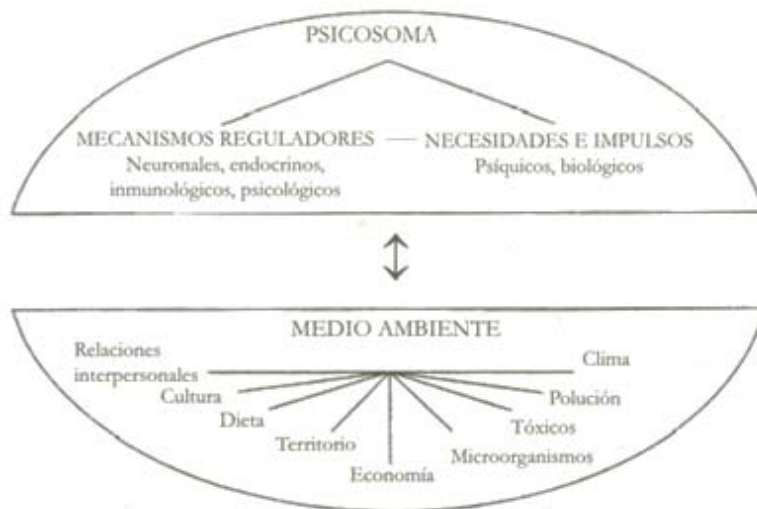 PSICOSOMA
MECANISMOS REGULADORES — NECESIDADES E IMPULSOS
Neuronales, endocrinos,
inmunológicos, psicológicos
Psíquicos, biológicos
MEDIO AMBIENTE
Relaciones
interpersonales
Cultura
Dieta
Territorio
Economía
Microorganismos
Tóxicos
Polución
Clima